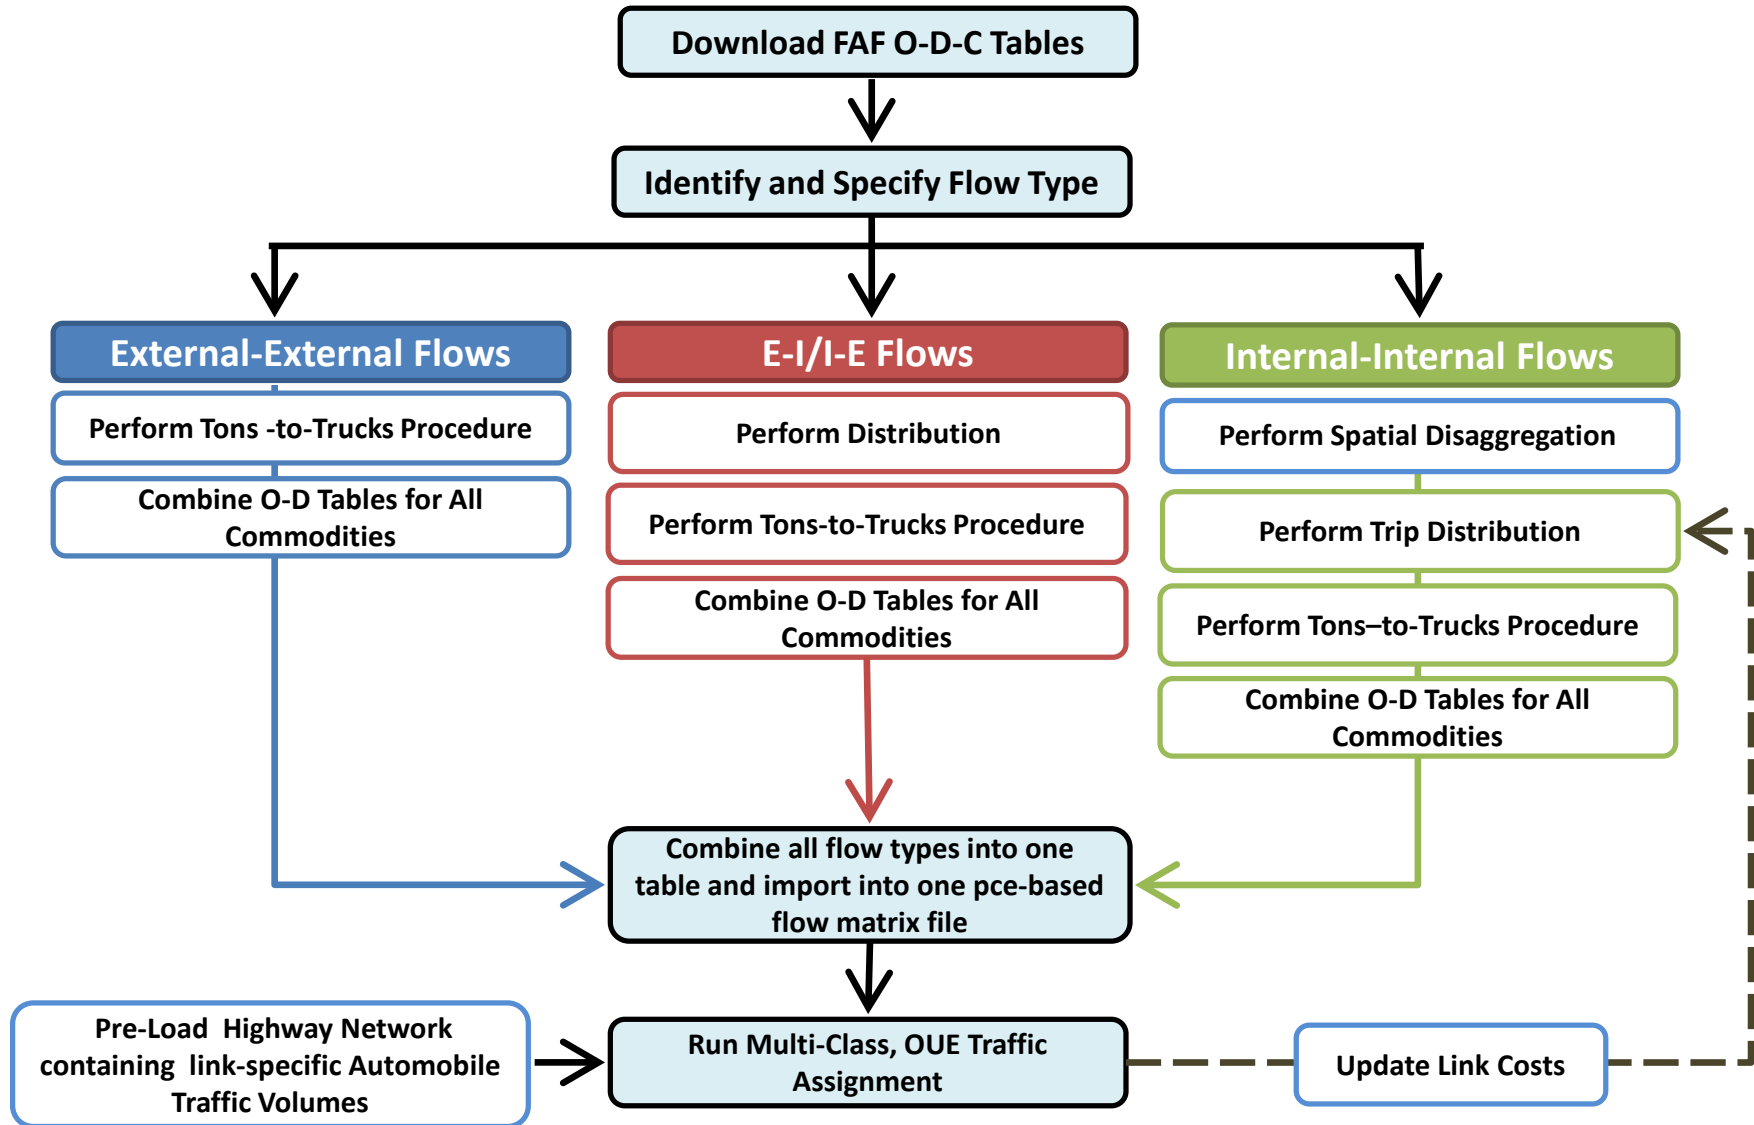 Download FAF O-D-C Tables
Identify and Specify Flow Type
External-External Flows
Perform Tons -to-Trucks Procedure
Combine O-D Tables for All
Commodities
E-I/I-E Flows
Perform Distribution
Perform Tons-to-Trucks Procedure
Combine O-D Tables for All
Commodities
Internal-Internal Flows
Perform Spatial Disaggregation
Perform Trip Distribution
Perform Tons–to-Trucks Procedure
Combine O-D Tables for All
Commodities
Combine all flow types into one
table and import into one pce-based
flow matrix file
Pre-Load  Highway Network
containing  link-specific Automobile
Traffic Volumes
Run Multi-Class, OUE Traffic
Assignment
Update Link Costs